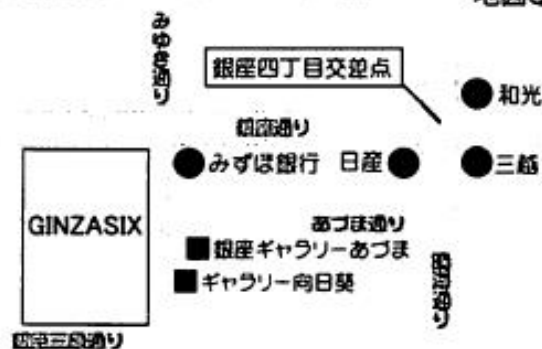 みゆき通り
銀座四丁目交差点
和光
銀座通り
みずほ銀行
日産
三越
GINZASIX
あづま通り
銀座ギャラリーあづま
ギャラリー向日葵